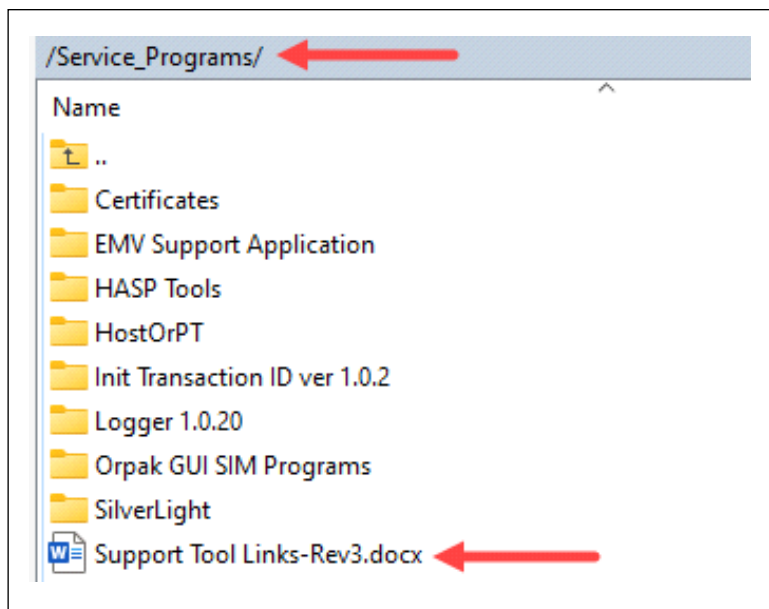 /Service_Programs/
Name
..
Certificates
EMV Support Application
HASP Tools
HostOrPT
Init Transaction ID ver 1.0.2
Logger 1.0.20
Orpak GUI SIM Programs
SilverLight
Support Tool Links-Rev3.docx